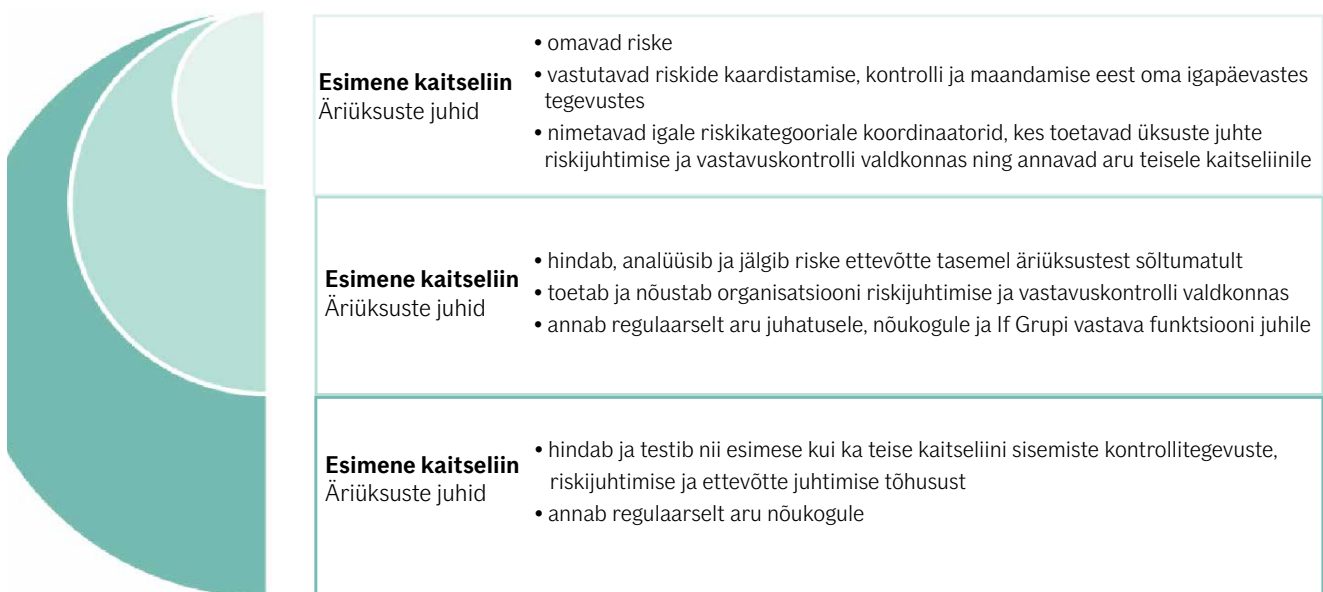 Esimene kaitseliin
Äriüksuste juhid
• omavad riske
• vastutavad riskide kaardistamise, kontrolli ja maandamise eest oma igapäevastes
tegevustes
• nimetavad igale riskikategooriale koordinaatorid, kes toetavad üksuste juhte
riskijuhtimise ja vastavuskontrolli valdkonnas ning annavad aru teisele kaitseliinile
Esimene kaitseliin
Äriüksuste juhid
• hindab, analüüsib ja jälgib riske ettevõtte tasemel äriüksustest sõltumatult
• toetab ja nõustab organisatsiooni riskijuhtimise ja vastavuskontrolli valdkonnas
• annab regulaarselt aru juhatusele, nõukogule ja If Grupi vastava funktsiooni juhile
Esimene kaitseliin
Äriüksuste juhid
• hindab ja testib nii esimese kui ka teise kaitseliini sisemiste kontrollitegevuste,
riskijuhtimise ja ettevõtte juhtimise tõhusust
• annab regulaarselt aru nõukogule